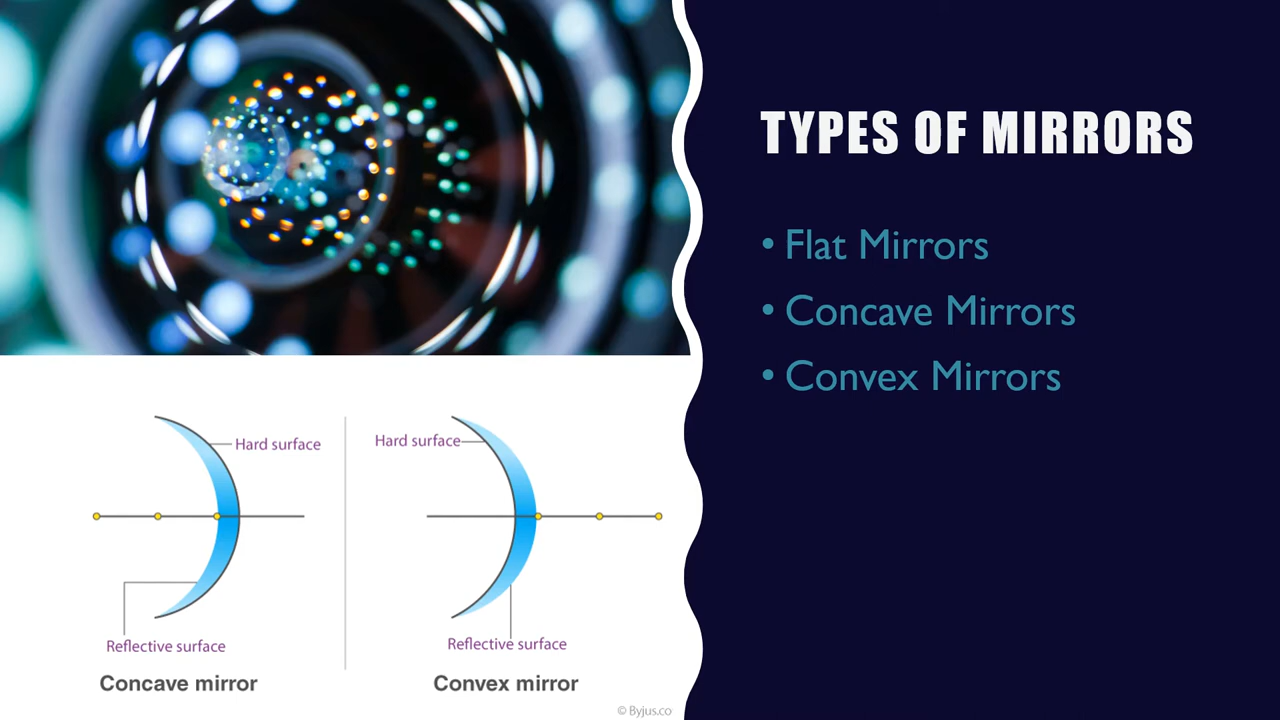 TYPES OF MIRRORS
• Flat Mirrors
• Concave Mirrors
• Convex Mirrors
Hard surface
Reflective surface
Concave mirror
Hard surface
Reflective surface
Convex mirror
© Byjus.co